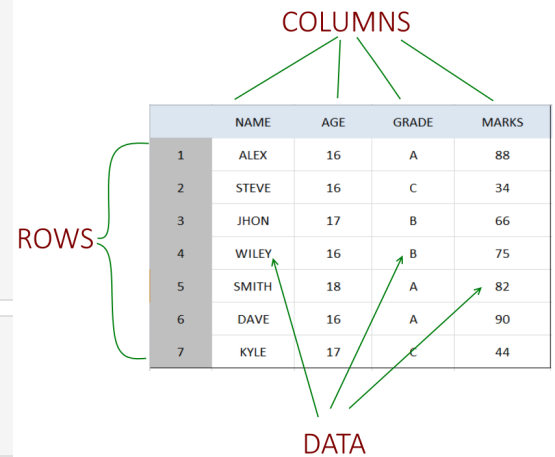 COLUMNS
NAME AGE GRADE MARKS
1 ALEX 16 A 88
2 STEVE 16 C 34
3 JHON 17 B 66
ROWS
4 WILEY 16 B 75
5 SMITH 18 A 82
6 DAVE 16 A 90
7 KYLE 17 C 44
DATA